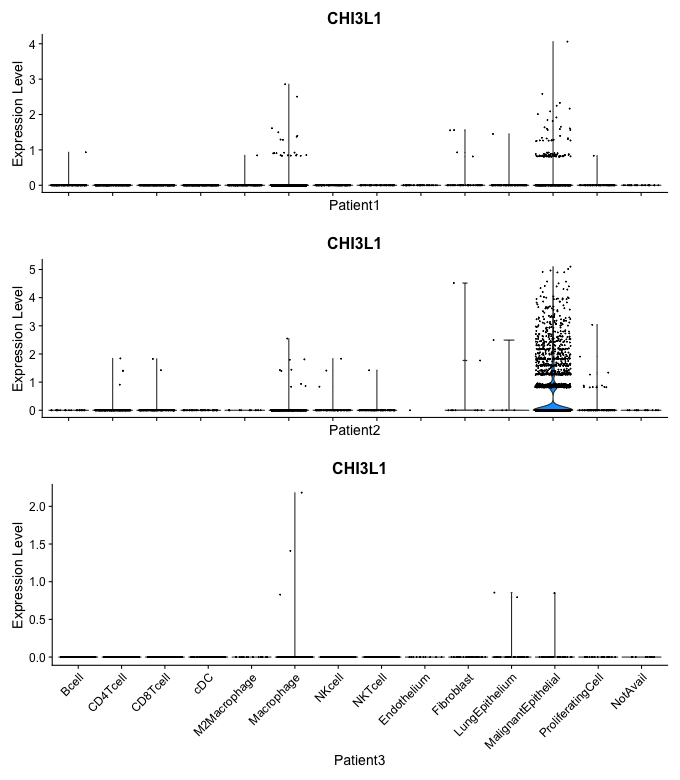 CHI3L1
Expression Level
4
3
2
1
0
Patient1
CHI3L1
Expression Level
5
4
3
2
1
0
Patient2
CHI3L1
Expression Level
2.0
1.5
1.0
0.5
0.0
Bcell
CD4Tcell
CD8Tcell
cDC
M2Macrophage
Macrophage
NKcell
NKTcell
Endothelium
Fibroblast
LungEpithelium
MalignantEpithelial
ProliferatingCell
NotAvail
Patient3